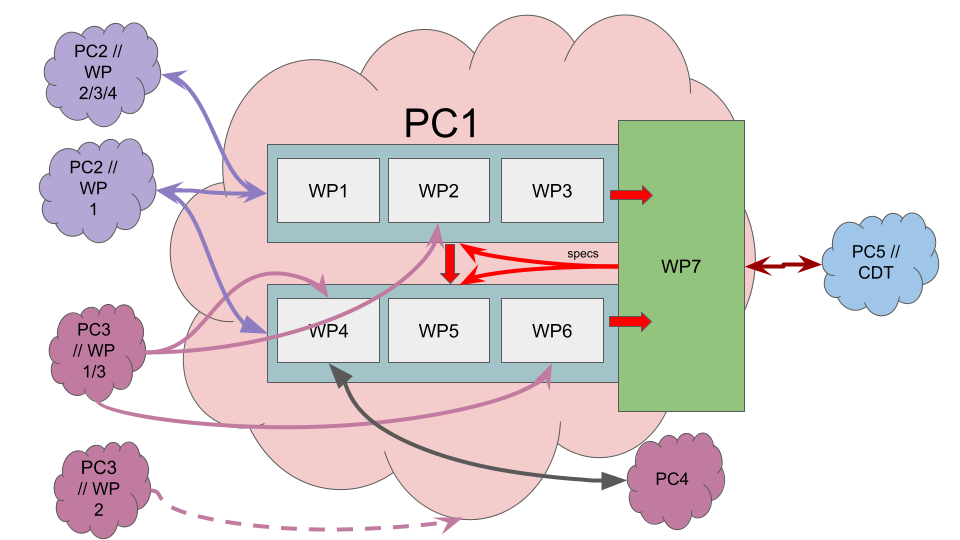 PC2 //
WP
2/3/4
PC1
PC2 //
WP
1
WP1
WP2
WP3
specs
WP7
PC5 //
CDT
PC3
// WP
1/3
WP4
WP5
WP6
PC3
// WP
2
PC4